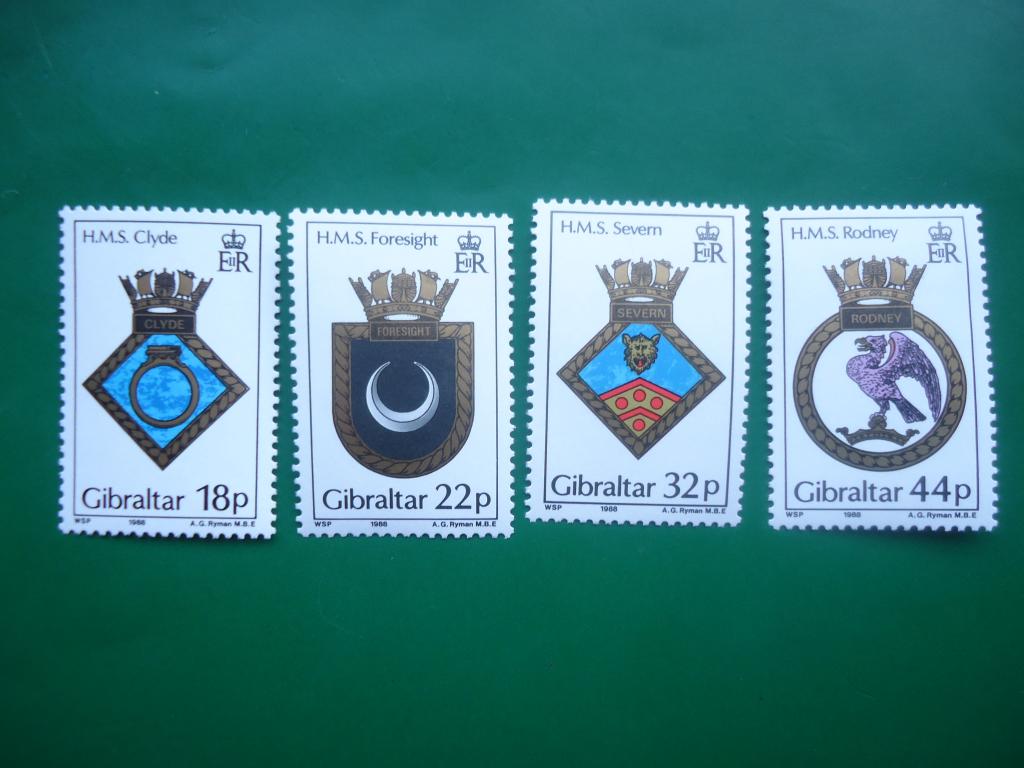 H.M.S. Clyde
EIIR
CLYDE
Gibraltar 18p
WSP 1988 A.G. Ryman M.B.E
H.M.S. Foresight
EIIR
FORESIGHT
Gibraltar 22p
WSP 1988 A.G. Ryman M.B.E
H.M.S. Severn
EIIR
SEVERN
Gibraltar 32p
WSP 1988 A.G. Ryman M.B.E
H.M.S. Rodney
EIIR
RODNEY
Gibraltar 44p
WSP 1988 A.G. Ryman M.B.E